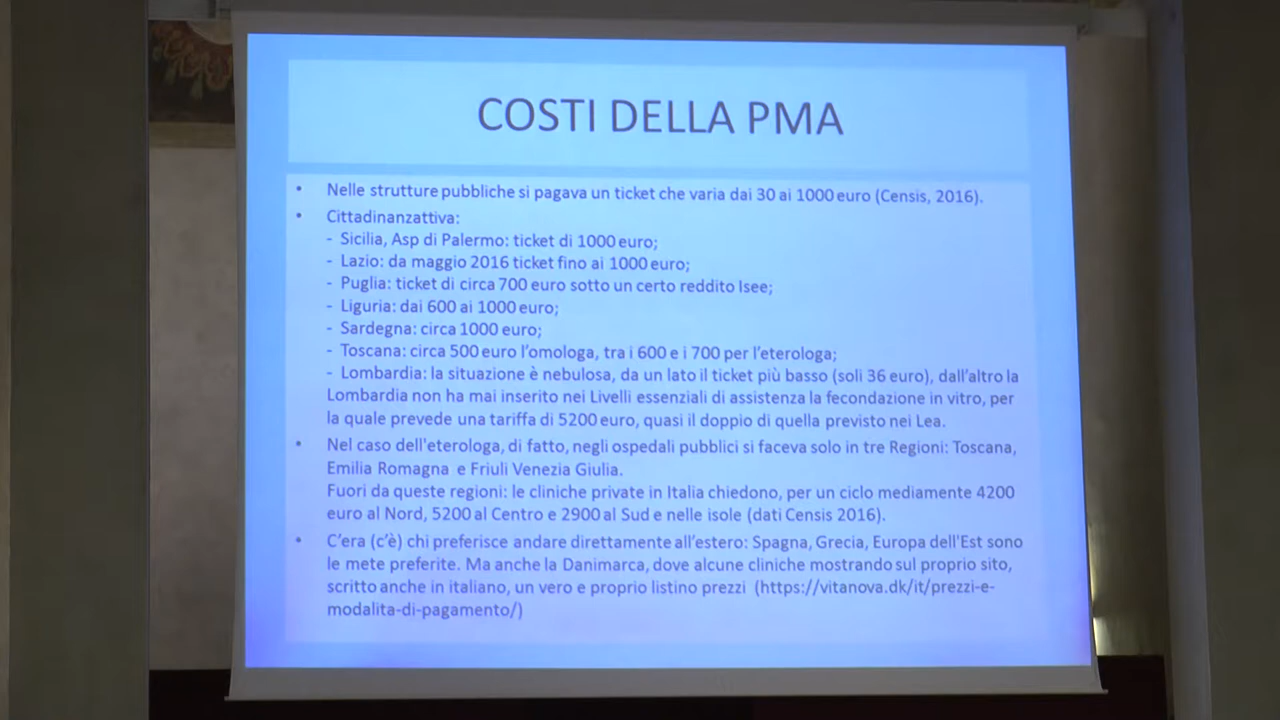 COSTI DELLA PMA
• Nelle strutture pubbliche si pagava un ticket che varia dai 30 ai 1000 euro (Censis, 2016).
• Cittadinanzattiva:
- Sicilia, Asp di Palermo: ticket di 1000 euro;
- Lazio: da maggio 2016 ticket fino ai 1000 euro;
- Puglia: ticket di circa 700 euro sotto un certo reddito Isee;
- Liguria: dai 600 ai 1000 euro;
- Sardegna: circa 1000 euro;
- Toscana: circa 500 euro l'omologa, tra i 600 e i 700 per l'eterologa;
- Lombardia: la situazione è nebulosa, da un lato il ticket più basso (soli 36 euro), dall'altro la
Lombardia non ha mai inserito nei Livelli essenziali di assistenza la fecondazione in vitro, per
la quale prevede una tariffa di 5200 euro, quasi il doppio di quella previsto nei Lea.
• Nel caso dell'eterologa, di fatto, negli ospedali pubblici si faceva solo in tre Regioni: Toscana,
Emilia Romagna e Friuli Venezia Giulia.
Fuori da queste regioni: le cliniche private in Italia chiedono, per un ciclo mediamente 4200
euro al Nord, 5200 al Centro e 2900 al Sud e nelle isole (dati Censis 2016).
• C'era (c'è) chi preferisce andare direttamente all'estero: Spagna, Grecia, Europa dell'Est sono
le mete preferite. Ma anche la Danimarca, dove alcune cliniche mostrando sul proprio sito,
scritto anche in italiano, un vero e proprio listino prezzi (https://vitanova.dk/it/prezzi-e-
modalita-di-pagamento/)